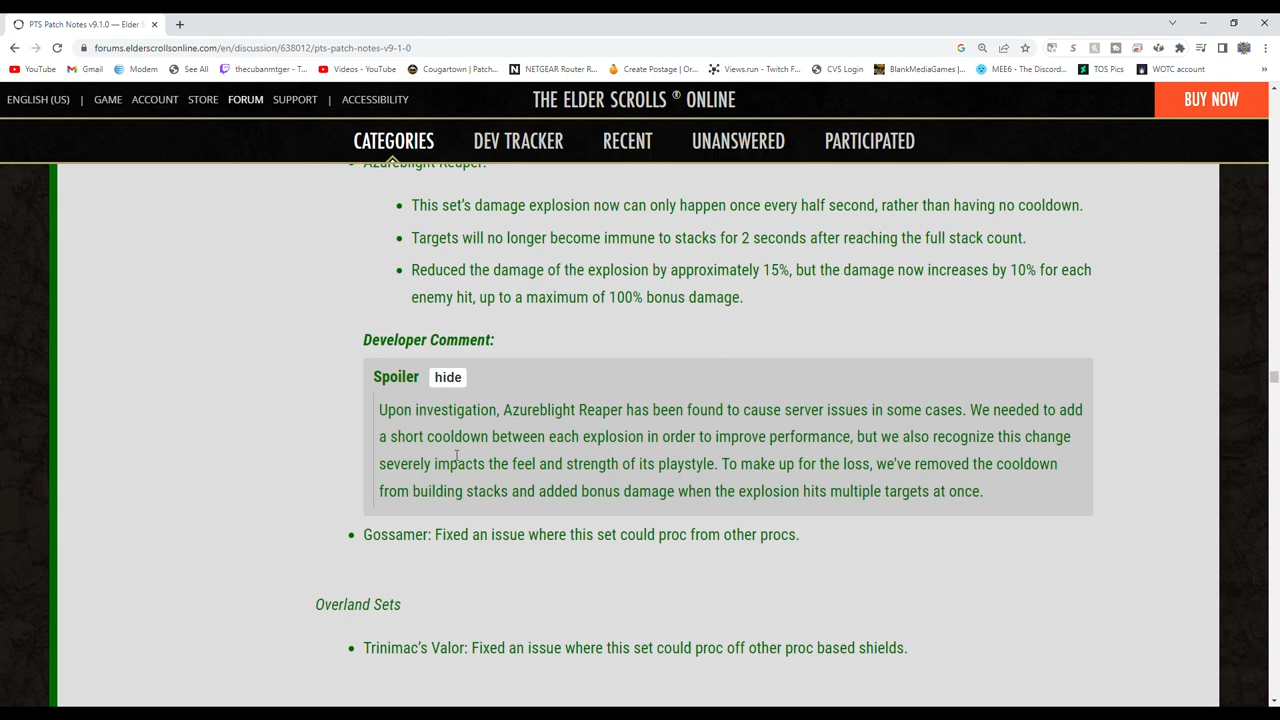 PTS Patch Notes v9.1.0 — Elder S
forums.elderscrollsonline.com/en/discussion/638012/pts-patch-notes-v9-1-0
YouTube
Gmail
Modem
See All
thecubanmtger - T...
Videos - YouTube
Cougartown | Patch...
NETGEAR Router R...
Create Postage | Or...
Views.run - Twitch F...
CVS Login
BlankMediaGames |...
MEE6 - The Discord...
TOS Pics
WOTC account
ENGLISH (US) | GAME ACCOUNT STORE FORUM SUPPORT | ACCESSIBILITY
THE ELDER SCROLLS ® ONLINE
BUY NOW
CATEGORIES DEV TRACKER RECENT UNANSWERED PARTICIPATED
Azureblight Reaper:
• This set's damage explosion now can only happen once every half second, rather than having no cooldown.
• Targets will no longer become immune to stacks for 2 seconds after reaching the full stack count.
• Reduced the damage of the explosion by approximately 15%, but the damage now increases by 10% for each
enemy hit, up to a maximum of 100% bonus damage.
Developer Comment:
Spoiler hide
Upon investigation, Azureblight Reaper has been found to cause server issues in some cases. We needed to add
a short cooldown between each explosion in order to improve performance, but we also recognize this change
severely impacts the feel and strength of its playstyle. To make up for the loss, we've removed the cooldown
from building stacks and added bonus damage when the explosion hits multiple targets at once.
• Gossamer: Fixed an issue where this set could proc from other procs.
Overland Sets
• Trinimac's Valor: Fixed an issue where this set could proc off other proc based shields.